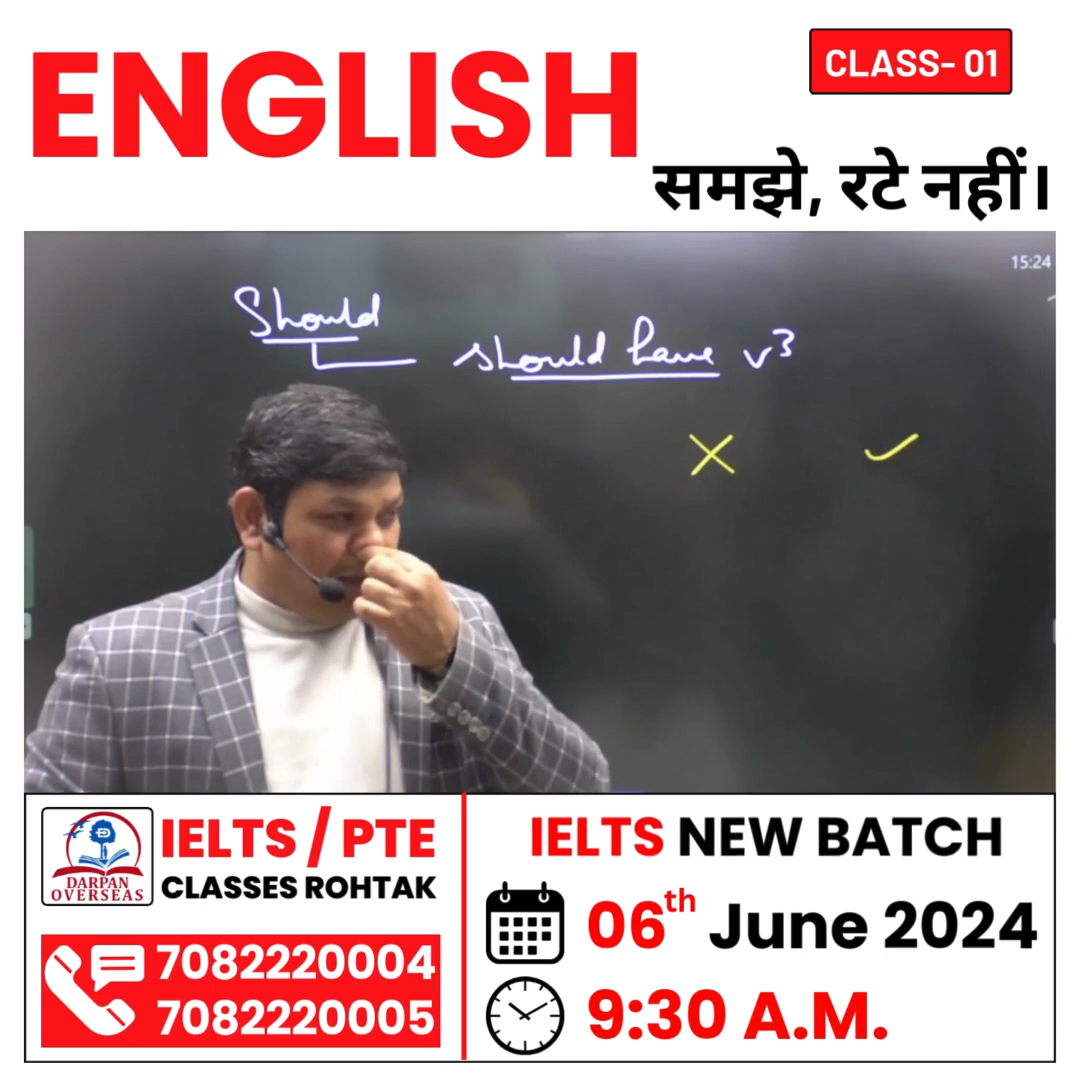 ENGLISH
CLASS- 01
समझे, रटे नहीं।
15:24
Should
should have v3
DARPAN
OVERSEAS
IELTS / PTE
CLASSES ROHTAK
7082220004
7082220005
IELTS NEW BATCH
06th June 2024
9:30 A.M.